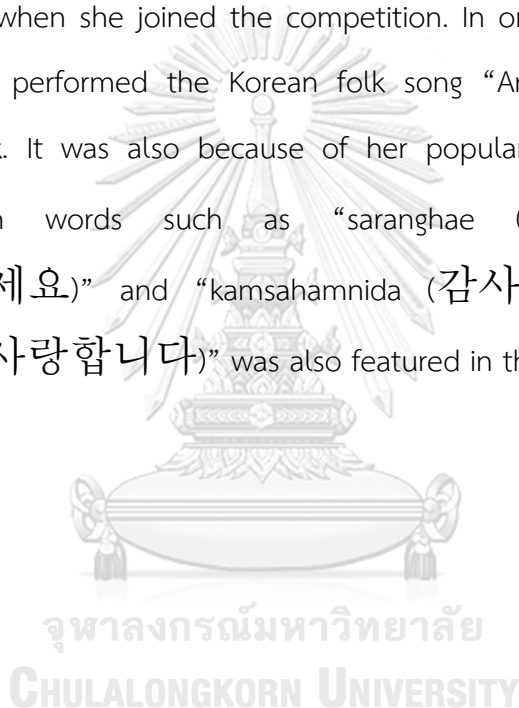 when she joined the competition. In or
performed the Korean folk song “Ar
. It was also because of her popular
words such as “saranghae (
세요)” and “kamsahamnida (감사
사랑합니다)” was also featured in th
จุฬาลงกรณ์มหาวิทยาลัย
CHULALONGKORN UNIVERSITY